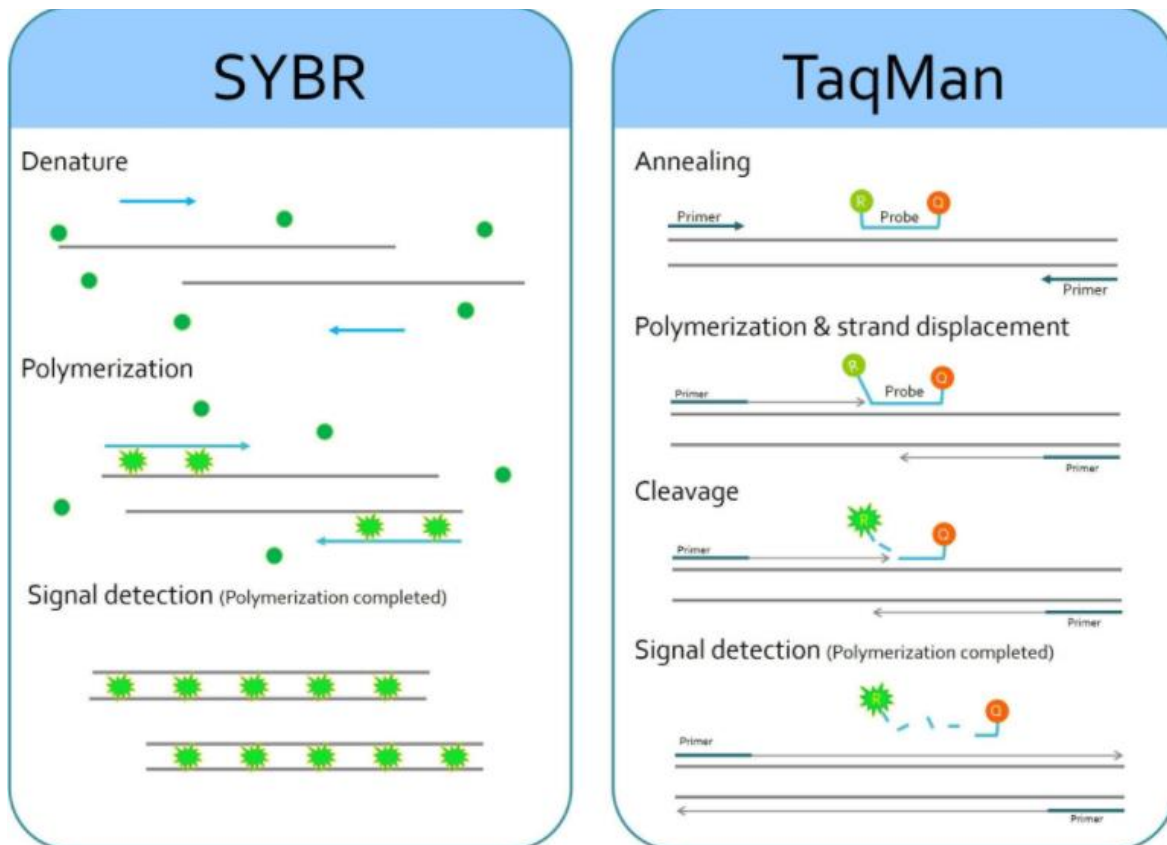 SYBR
Denature
Polymerization
Signal detection (Polymerization completed)
TaqMan
Annealing
Primer
R
Probe
Q
Primer
Polymerization & strand displacement
R
Q
Primer
Probe
Primer
Cleavage
R
Q
Primer
Primer
Signal detection (Polymerization completed)
R
Q
Primer
Primer